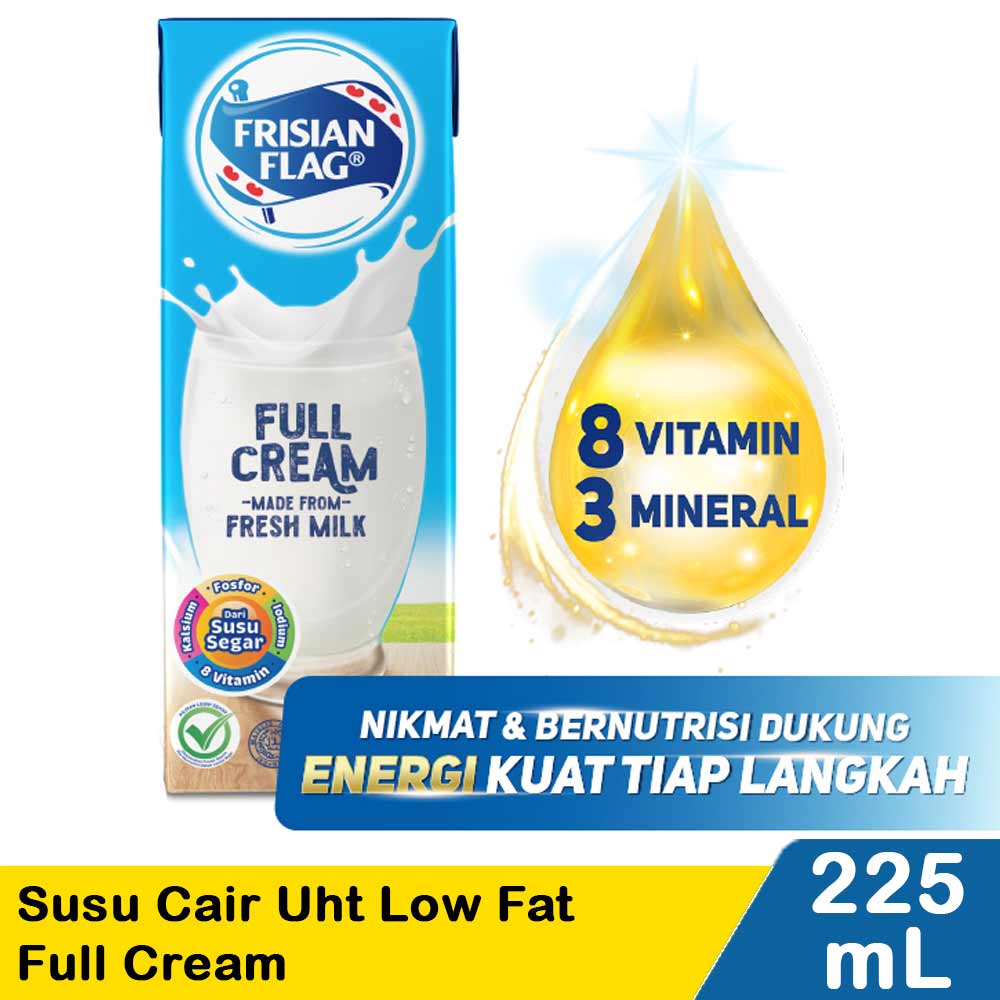 FRISIAN
FLAG®
FULL
CREAM
-MADE FROM-
FRESH MILK
Kalsium · Fosfor · Iodium
Dari
Susu
Segar
8 Vitamin
8 VITAMIN
3 MINERAL
NIKMAT & BERNUTRISI DUKUNG
ENERGI KUAT TIAP LANGKAH
Susu Cair Uht Low Fat
Full Cream
225
mL